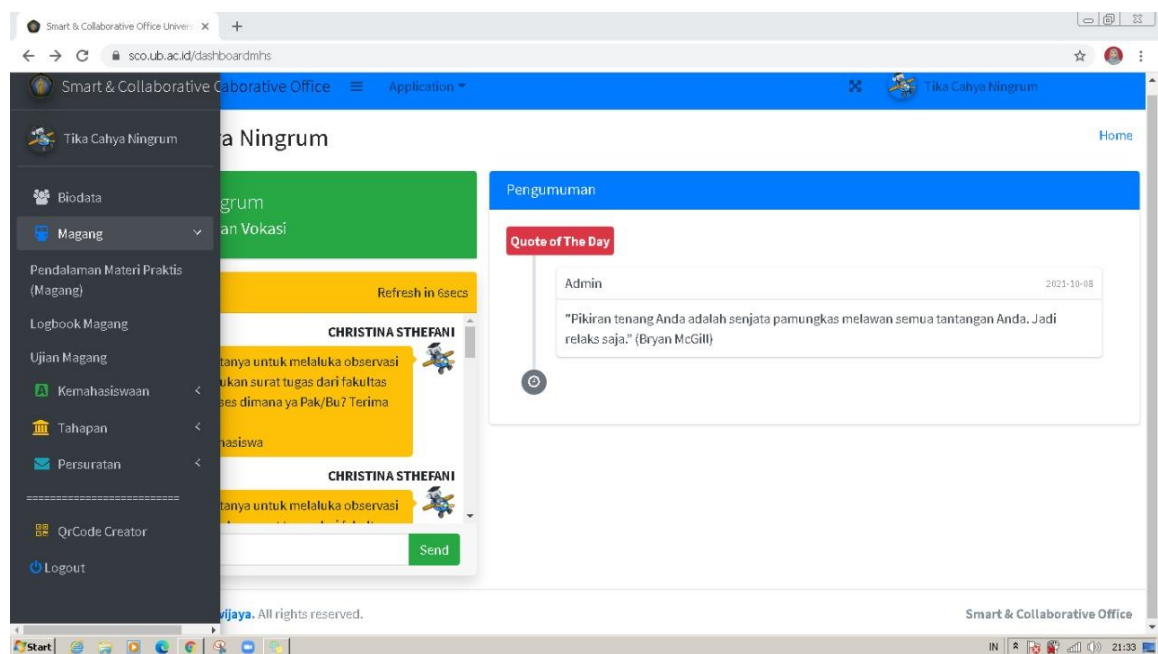 Smart & Collaborative Office Univers
sco.ub.ac.id/dashboardmhs
Smart & Collaborative Caborative Office
Application
Tika Cahya Ningrum
Tika Cahya Ningrum
ra Ningrum
Home
Biodata
Magang
Pendalaman Materi Praktis
(Magang)
Logbook Magang
Ujian Magang
Kemahasiswaan
Tahapan
Persuratan
==========================
QrCode Creator
Logout
grum
an Vokasi
Refresh in 6secs
CHRISTINA STHEFANI
tanya untuk melaluka observasi
ukan surat tugas dari fakultas
ses dimana ya Pak/Bu? Terima
hasiswa
CHRISTINA STHEFANI
tanya untuk melaluka observasi
Send
Pengumuman
Quote of The Day
Admin
2021-10-08
"Pikiran tenang Anda adalah senjata pamungkas melawan semua tantangan Anda. Jadi
relaks saja." (Bryan McGill)
vijaya. All rights reserved.
Smart & Collaborative Office
Start
IN
21:33